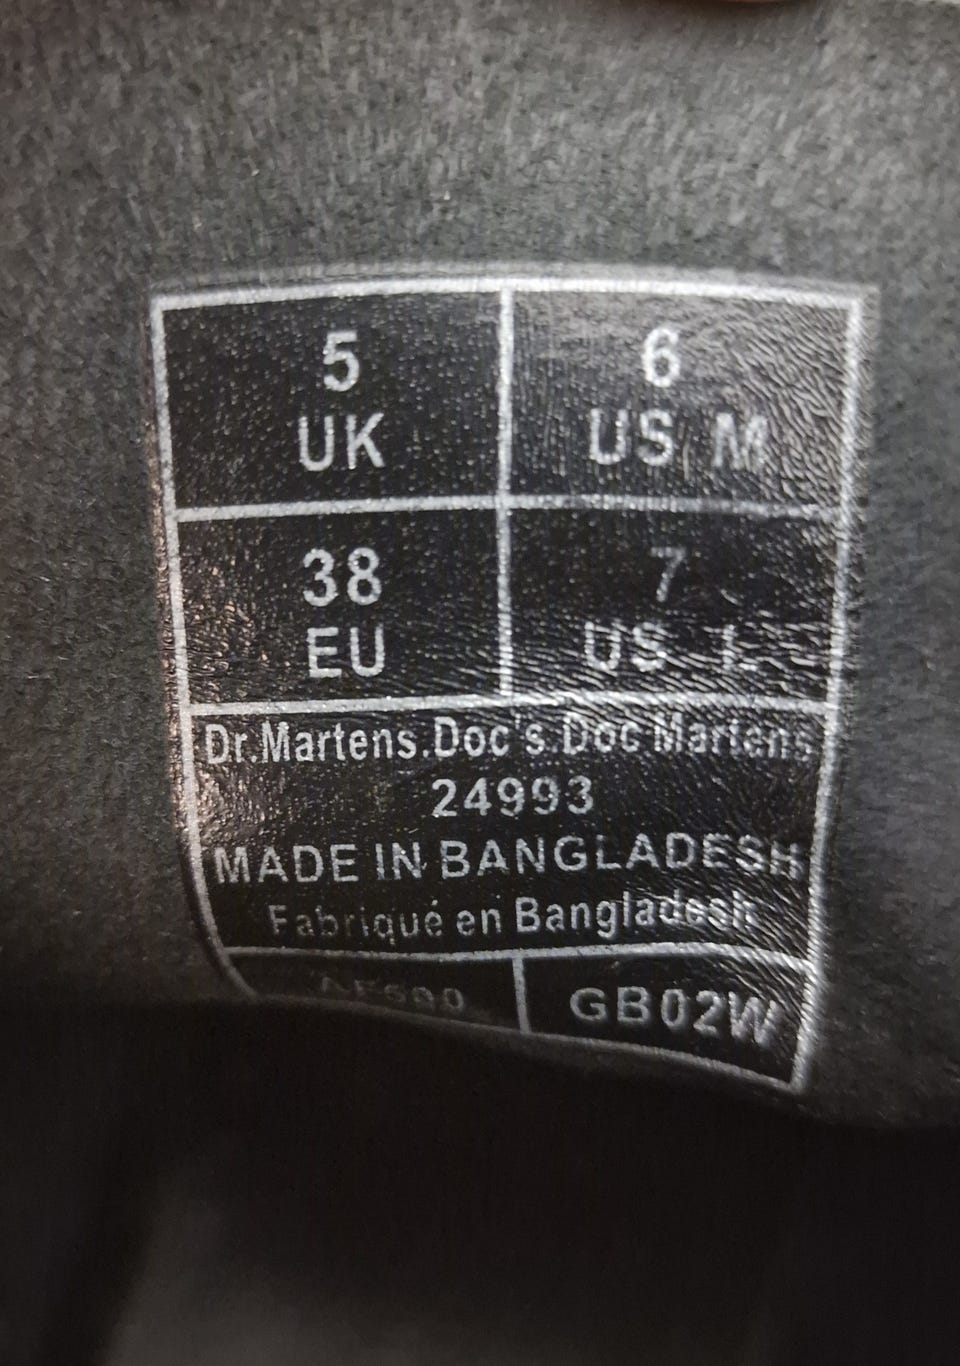 5
UK
6
US M
38
EU
7
US L
Dr.Martens.Doc's.Doc Martens
24993
MADE IN BANGLADESH
Fabriqué en Bangladesh
GB02W